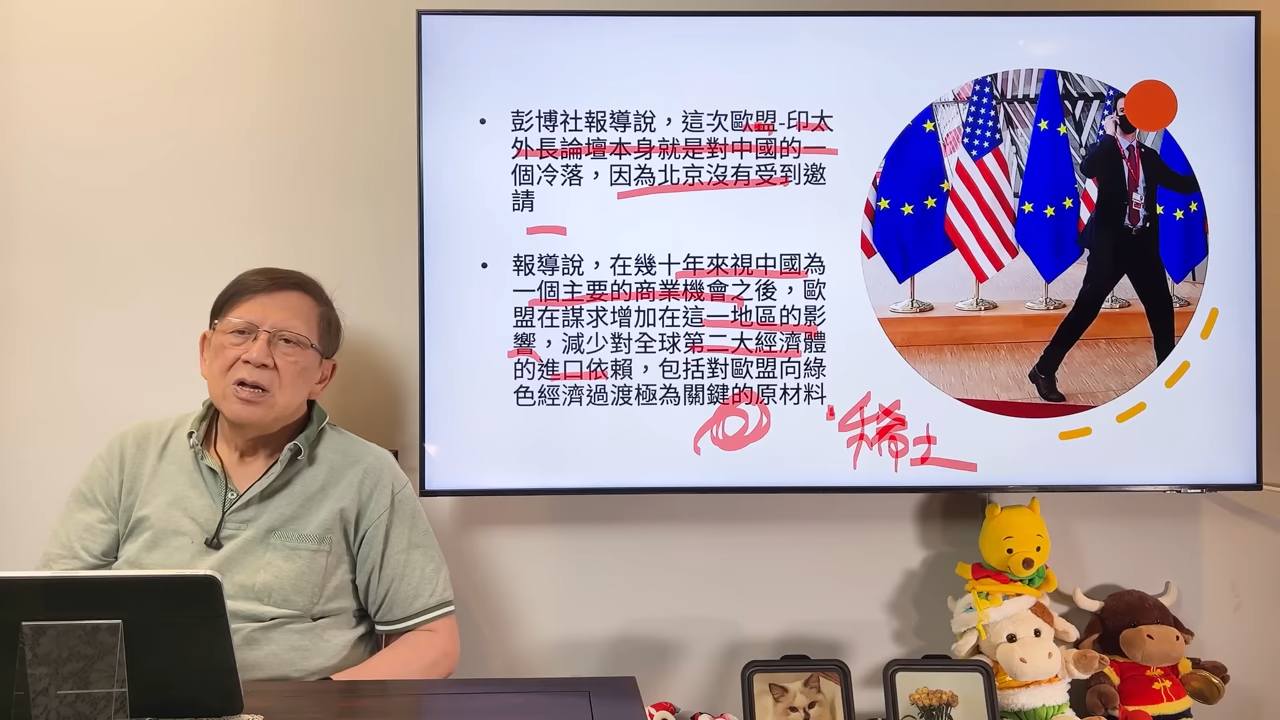 • 彭博社報導說，這次歐盟-印太
外長論壇本身就是對中國的一
個冷落，因為北京沒有受到邀
請
• 報導說，在幾十年來視中國為
一個主要的商業機會之後，歐
盟在謀求增加在這一地區的影
響，減少對全球第二大經濟體
的進口依賴，包括對歐盟向綠
色經濟過渡極為關鍵的原材料
稀土